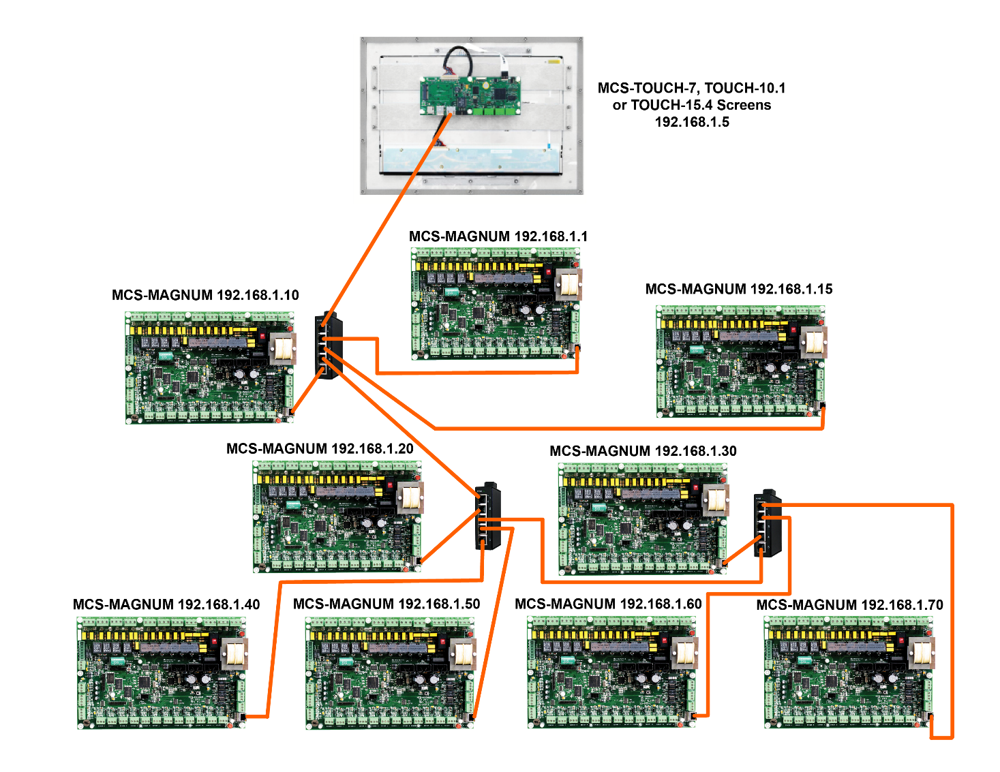 MCS-TOUCH-7, TOUCH-10.1
or TOUCH-15.4 Screens
192.168.1.5
MCS-MAGNUM 192.168.1.1
MCS-MAGNUM 192.168.1.10
MCS-MAGNUM 192.168.1.15
MCS-MAGNUM 192.168.1.20
MCS-MAGNUM 192.168.1.30
MCS-MAGNUM 192.168.1.40
MCS-MAGNUM 192.168.1.50
MCS-MAGNUM 192.168.1.60
MCS-MAGNUM 192.168.1.70